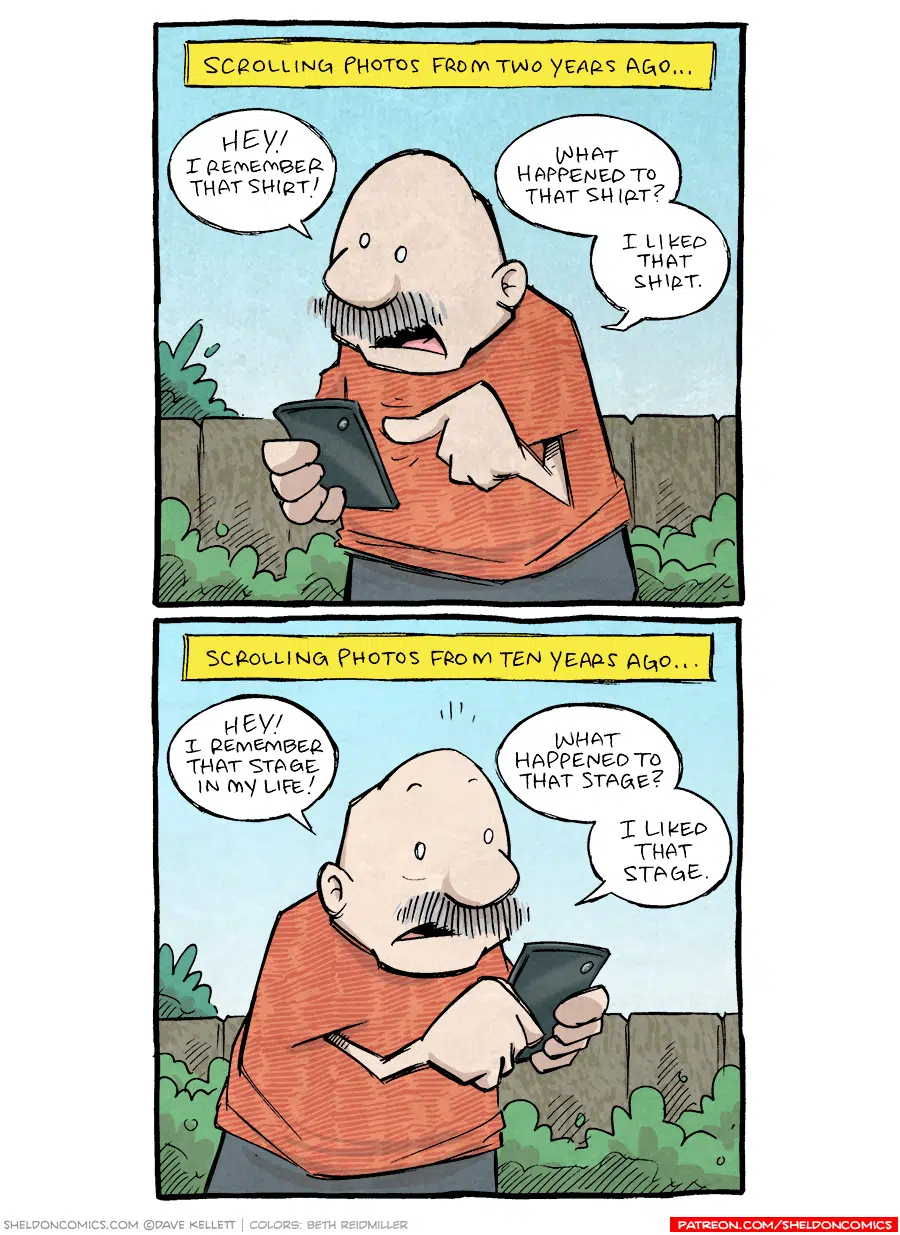 SCROLLING PHOTOS FROM TWO YEARS AGO...
HEY!
I REMEMBER
THAT SHIRT!
WHAT
HAPPENED TO
THAT SHIRT?
I LIKED
THAT
SHIRT.
SCROLLING PHOTOS FROM TEN YEARS AGO...
HEY!
I REMEMBER
THAT STAGE
IN MY LIFE!
WHAT
HAPPENED TO
THAT STAGE?
I LIKED
THAT
STAGE.
SHELDONCOMICS.COM ©DAVE KELLETT | COLORS: BETH REIDMILLER
PATREON.COM/SHELDONCOMICS